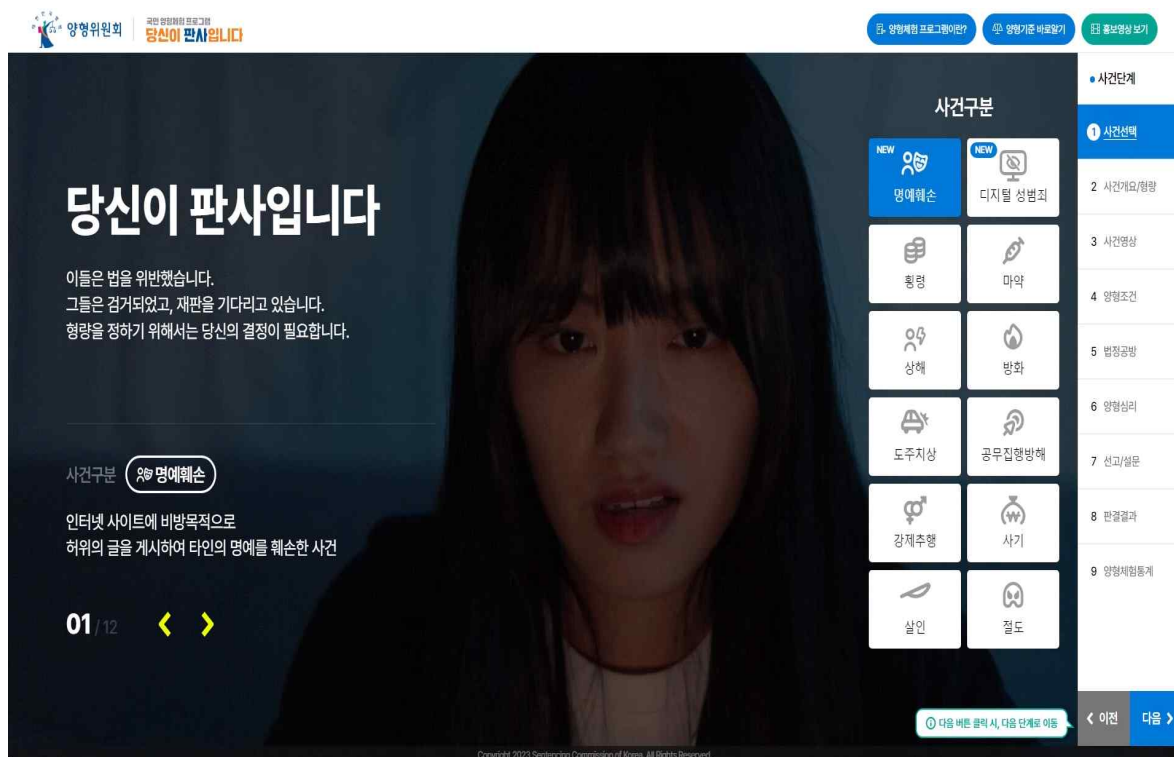 양형위원회
국민 양형체험 프로그램
당신이 판사입니다
양형체험 프로그램이란?
양형기준 바로알기
홍보영상 보기
당신이 판사입니다
이들은 법을 위반했습니다.
그들은 검거되었고, 재판을 기다리고 있습니다.
형량을 정하기 위해서는 당신의 결정이 필요합니다.
사건구분 명예훼손
인터넷 사이트에 비방목적으로
허위의 글을 게시하여 타인의 명예를 훼손한 사건
01 / 12
사건구분
NEW
명예훼손
NEW
디지털 성범죄
횡령
마약
상해
방화
도주치상
공무집행방해
강제추행
사기
살인
절도
사건단계
1 사건선택
2 사건개요/형량
3 사건영상
4 양형조건
5 법정공방
6 양형심리
7 선고/설문
8 판결결과
9 양형체험통계
다음 버튼 클릭 시, 다음 단계로 이동
이전
다음
Copyright 2023 Sentencing Commission of Korea. All Rights Reserved.